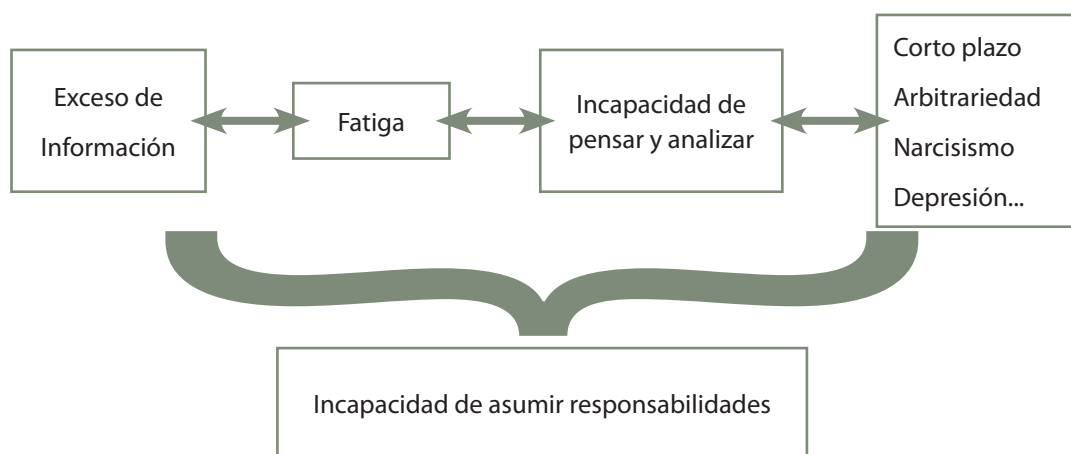 Exceso de
Información
Fatiga
Incapacidad de
pensar y analizar
Corto plazo
Arbitrariedad
Narcisismo
Depresión...
Incapacidad de asumir responsabilidades